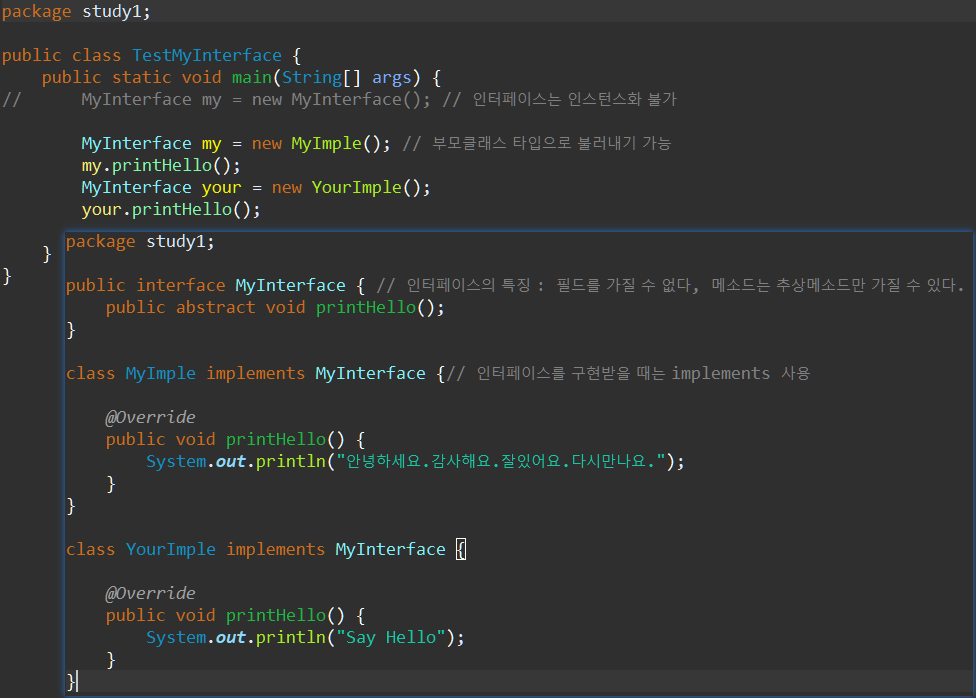 package study1;
public class TestMyInterface {
public static void main(String[] args) {
// MyInterface my = new MyInterface(); // 인터페이스는 인스턴스화 불가
MyInterface my = new MyImple(); // 부모클래스 타입으로 불러내기 가능
my.printHello();
MyInterface your = new YourImple();
your.printHello();
}
}
package study1;
public interface MyInterface { // 인터페이스의 특징 : 필드를 가질 수 없다, 메소드는 추상메소드만 가질 수 있다.
public abstract void printHello();
}
class MyImple implements MyInterface {// 인터페이스를 구현받을 때는 implements 사용
@Override
public void printHello() {
System.out.println("안녕하세요.감사해요.잘있어요.다시만나요.");
}
}
class YourImple implements MyInterface {
@Override
public void printHello() {
System.out.println("Say Hello");
}
}